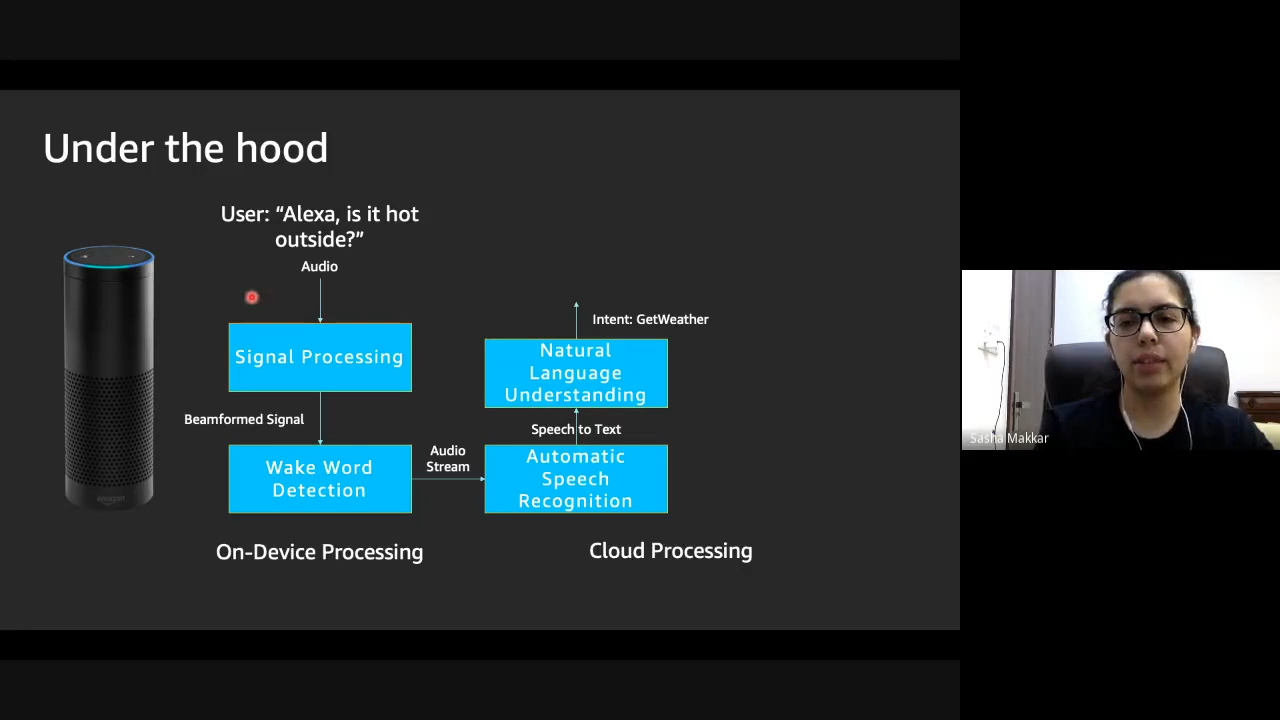 Under the hood
User: “Alexa, is it hot
outside?”
Audio
Signal Processing
Beamformed Signal
Wake Word
Detection
Audio
Stream
Intent: GetWeather
Natural
Language
Understanding
Speech to Text
Automatic
Speech
Recognition
On-Device Processing
Cloud Processing
amazon
Sasha Makkar